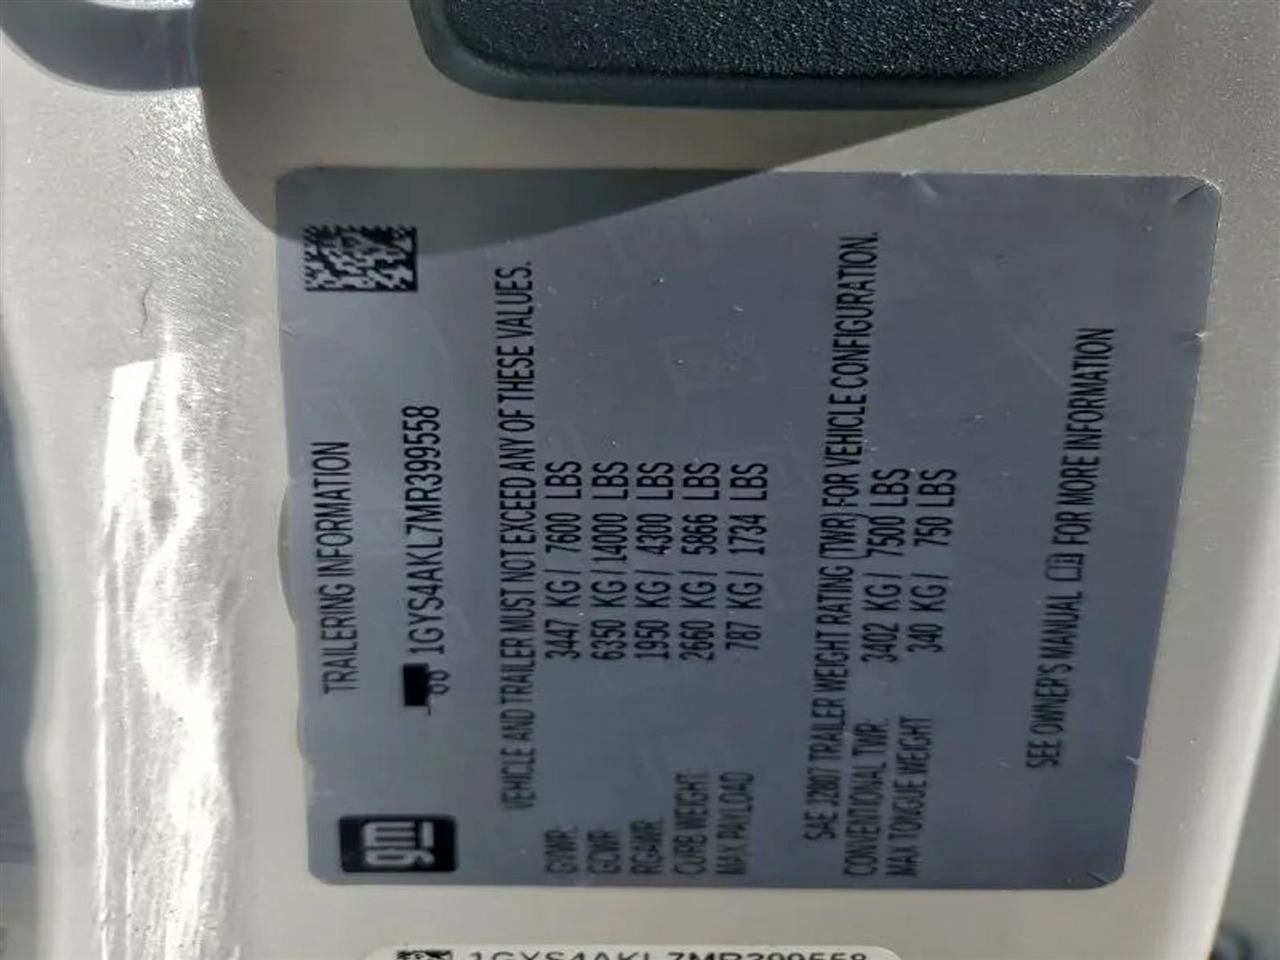 gm
TRAILERING INFORMATION
1GYS4AKL7MR399558
VEHICLE AND TRAILER MUST NOT EXCEED ANY OF THESE VALUES.
GVWR: 3447 KG / 7600 LBS
GCWR 6350 KG / 14000 LBS
RGAWR: 1950 KG / 4300 LBS
CURB WEIGHT: 2660 KG / 5866 LBS
MAX PAYLOAD 787 KG / 1734 LBS
SAE J2807 TRAILER WEIGHT RATING (TWR) FOR VEHICLE CONFIGURATION.
CONVENTIONAL TWR: 3402 KG / 7500 LBS
MAX TONGUE WEIGHT 340 KG / 750 LBS
SEE OWNER'S MANUAL FOR MORE INFORMATION
1GYS4AKL7MR399558